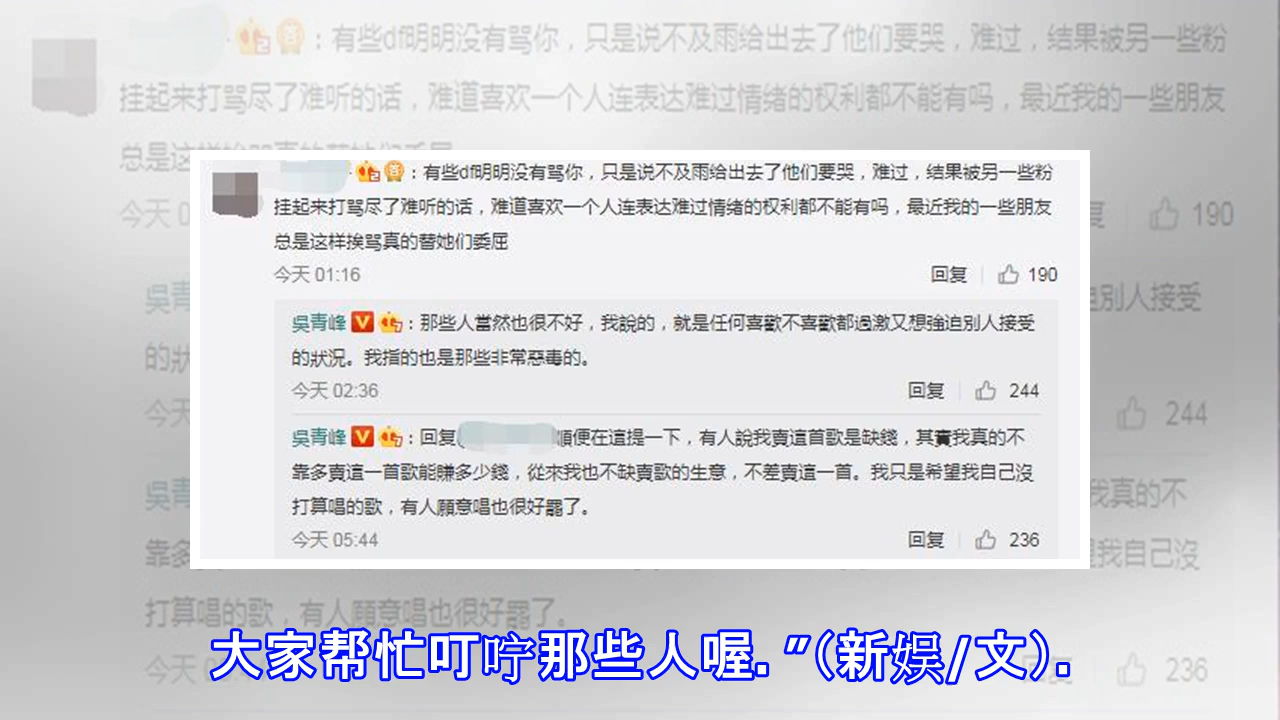 ：有些df明明没有骂你，只是说不及雨给出去了他们要哭，难过，结果被另一些粉
挂起来打骂尽了难听的话，难道喜欢一个人连表达难过情绪的权利都不能有吗，最近我的一些朋友
总是这样挨骂真的替她们委屈
今天 01:16 回复 190
吳青峰：那些人當然也很不好，我說的，就是任何喜歡不喜歡都過激又想強迫別人接受
的狀況。我指的也是那些非常惡毒的。
今天 02:36 回复 244
吳青峰：回复 順便在這提一下，有人說我賣這首歌是缺錢，其實我真的不
靠多賣這一首歌能賺多少錢，從來我也不缺賣歌的生意，不差賣這一首。我只是希望我自己沒
打算唱的歌，有人願意唱也很好罷了。
今天 05:44 回复 236
大家帮忙叮咛那些人喔.”(新娱/文).